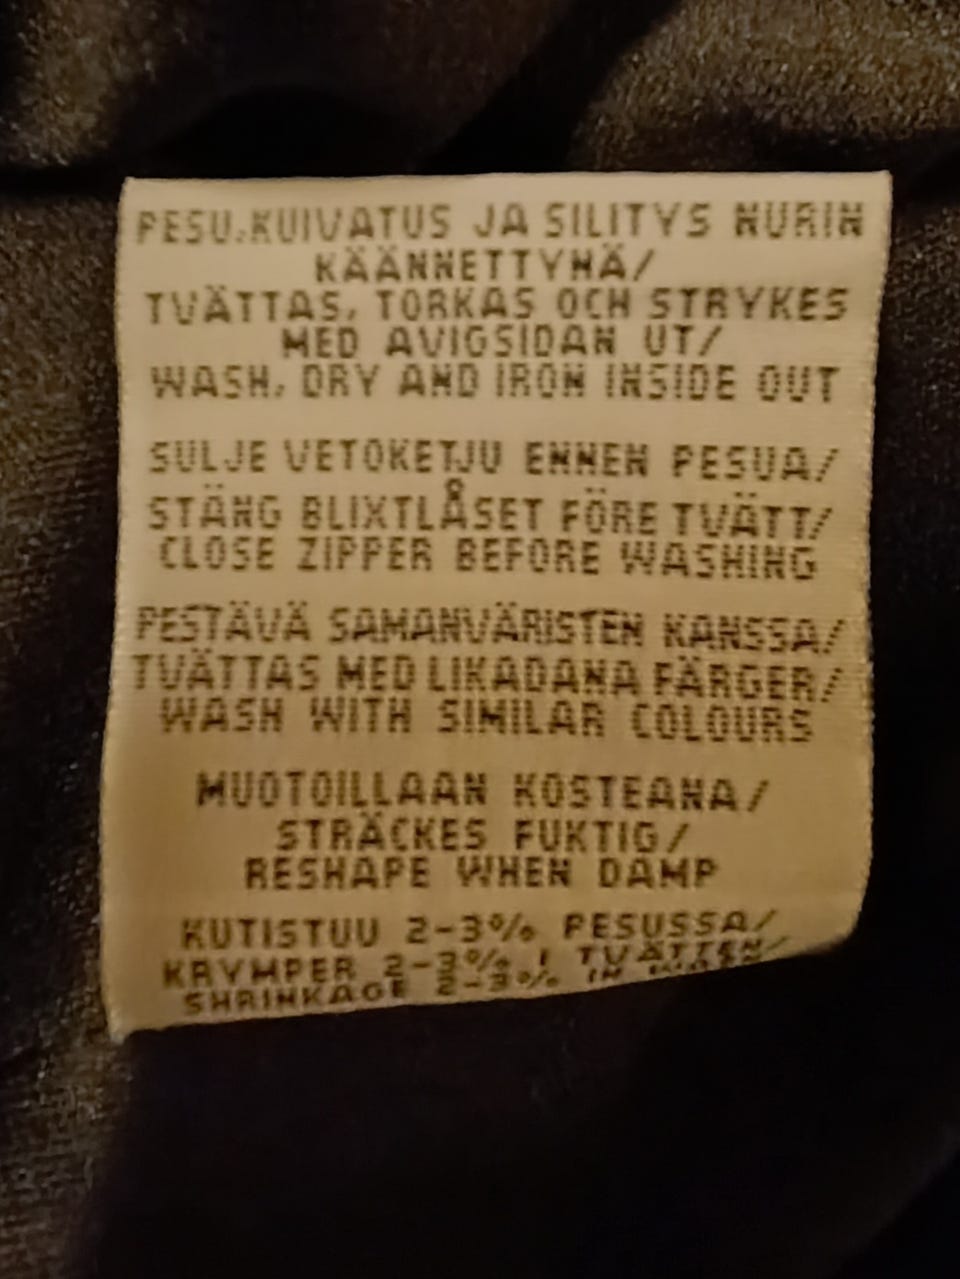 PESU, KUIVATUS JA SILITYS NURIN
KÄÄNNETTYNÄ/
TVÄTTAS, TORKAS OCH STRYKES
MED AVIGSIDAN UT/
WASH, DRY AND IRON INSIDE OUT
SULJE VETOKETJU ENNEN PESUA/
STÄNG BLIXTLÅSET FÖRE TVÄTT/
CLOSE ZIPPER BEFORE WASHING
PESTÄVÄ SAMANVÄRISTEN KANSSA/
TVÄTTAS MED LIKADANA FÄRGER/
WASH WITH SIMILAR COLOURS
MUOTOILLAAN KOSTEANA/
STRÄCKES FUKTIG/
RESHAPE WHEN DAMP
KUTISTUU 2-3% PESUSSA/
KRYMPER 2-3% I TVÄTTEN/
SHRINKAGE 2-3% IN WASH